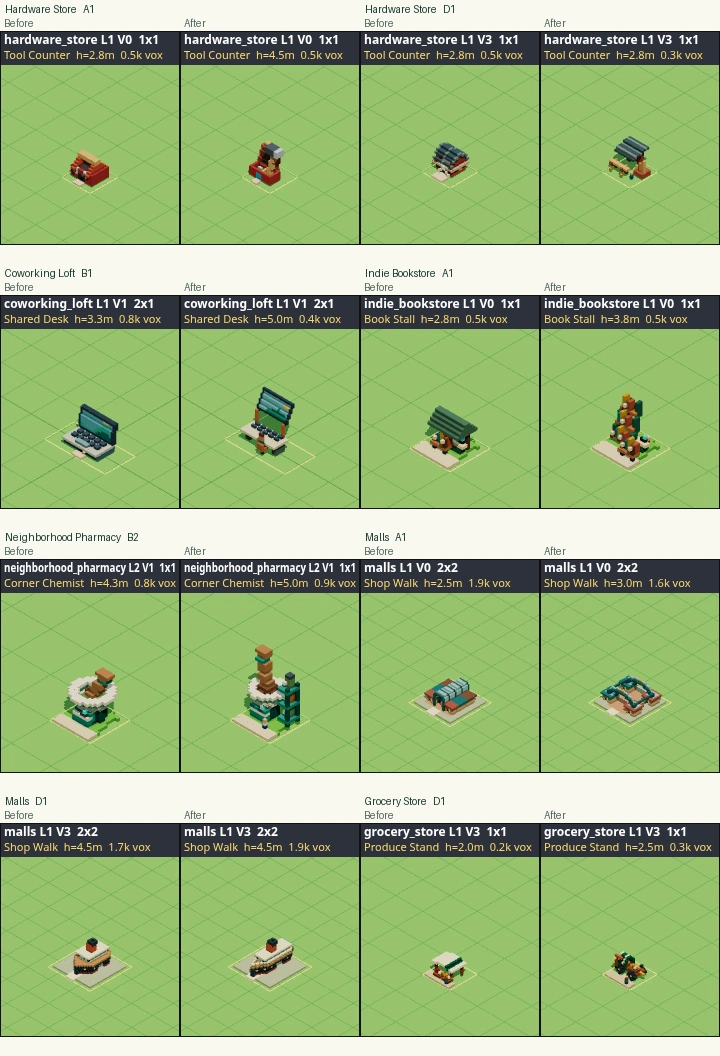 Hardware Store A1
Before
After
hardware_store L1 V0 1x1
Tool Counter h=2.8m 0.5k vox
hardware_store L1 V0 1x1
Tool Counter h=4.5m 0.5k vox
Hardware Store D1
Before
After
hardware_store L1 V3 1x1
Tool Counter h=2.8m 0.5k vox
hardware_store L1 V3 1x1
Tool Counter h=2.8m 0.3k vox
Coworking Loft B1
Before
After
coworking_loft L1 V1 2x1
Shared Desk h=3.3m 0.8k vox
coworking_loft L1 V1 2x1
Shared Desk h=5.0m 0.4k vox
Indie Bookstore A1
Before
After
indie_bookstore L1 V0 1x1
Book Stall h=2.8m 0.5k vox
indie_bookstore L1 V0 1x1
Book Stall h=3.8m 0.5k vox
Neighborhood Pharmacy B2
Before
After
neighborhood_pharmacy L2 V1 1x1
Corner Chemist h=4.3m 0.8k vox
neighborhood_pharmacy L2 V1 1x1
Corner Chemist h=5.0m 0.9k vox
Malls A1
Before
After
malls L1 V0 2x2
Shop Walk h=2.5m 1.9k vox
malls L1 V0 2x2
Shop Walk h=3.0m 1.6k vox
Malls D1
Before
After
malls L1 V3 2x2
Shop Walk h=4.5m 1.7k vox
malls L1 V3 2x2
Shop Walk h=4.5m 1.9k vox
Grocery Store D1
Before
After
grocery_store L1 V3 1x1
Produce Stand h=2.0m 0.2k vox
grocery_store L1 V3 1x1
Produce Stand h=2.5m 0.3k vox